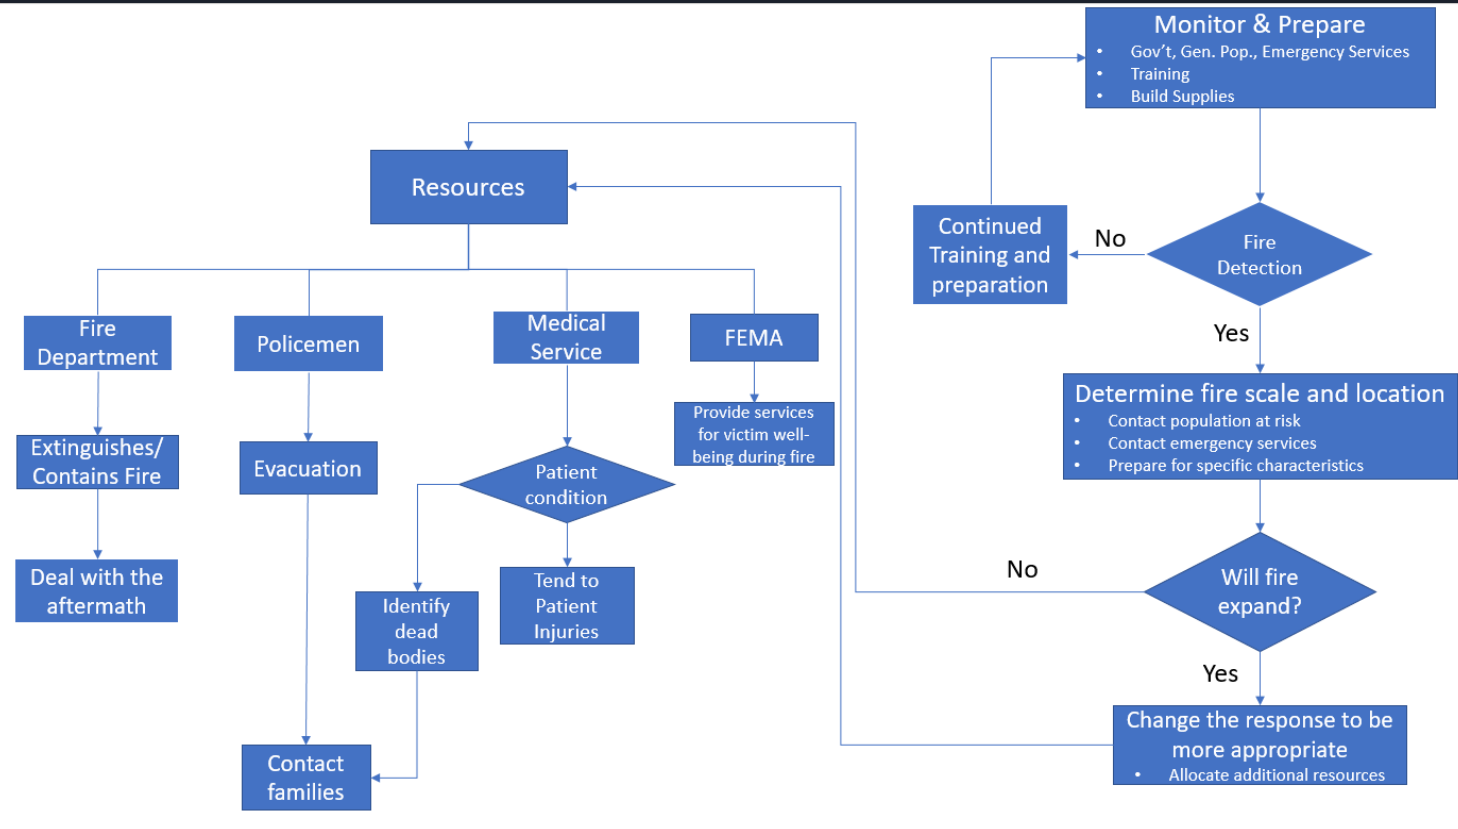 Monitor & Prepare
• Gov't, Gen. Pop., Emergency Services
• Training
• Build Supplies
Resources
Continued
Training and
preparation
No
Fire
Detection
Yes
Fire
Department
Policemen
Medical
Service
FEMA
Determine fire scale and location
• Contact population at risk
• Contact emergency services
• Prepare for specific characteristics
Provide services
for victim well-
being during fire
Extinguishes/
Contains Fire
Evacuation
Patient
condition
No
Will fire
expand?
Yes
Deal with the
aftermath
Identify
dead
bodies
Tend to
Patient
Injuries
Change the response to be
more appropriate
• Allocate additional resources
Contact
families